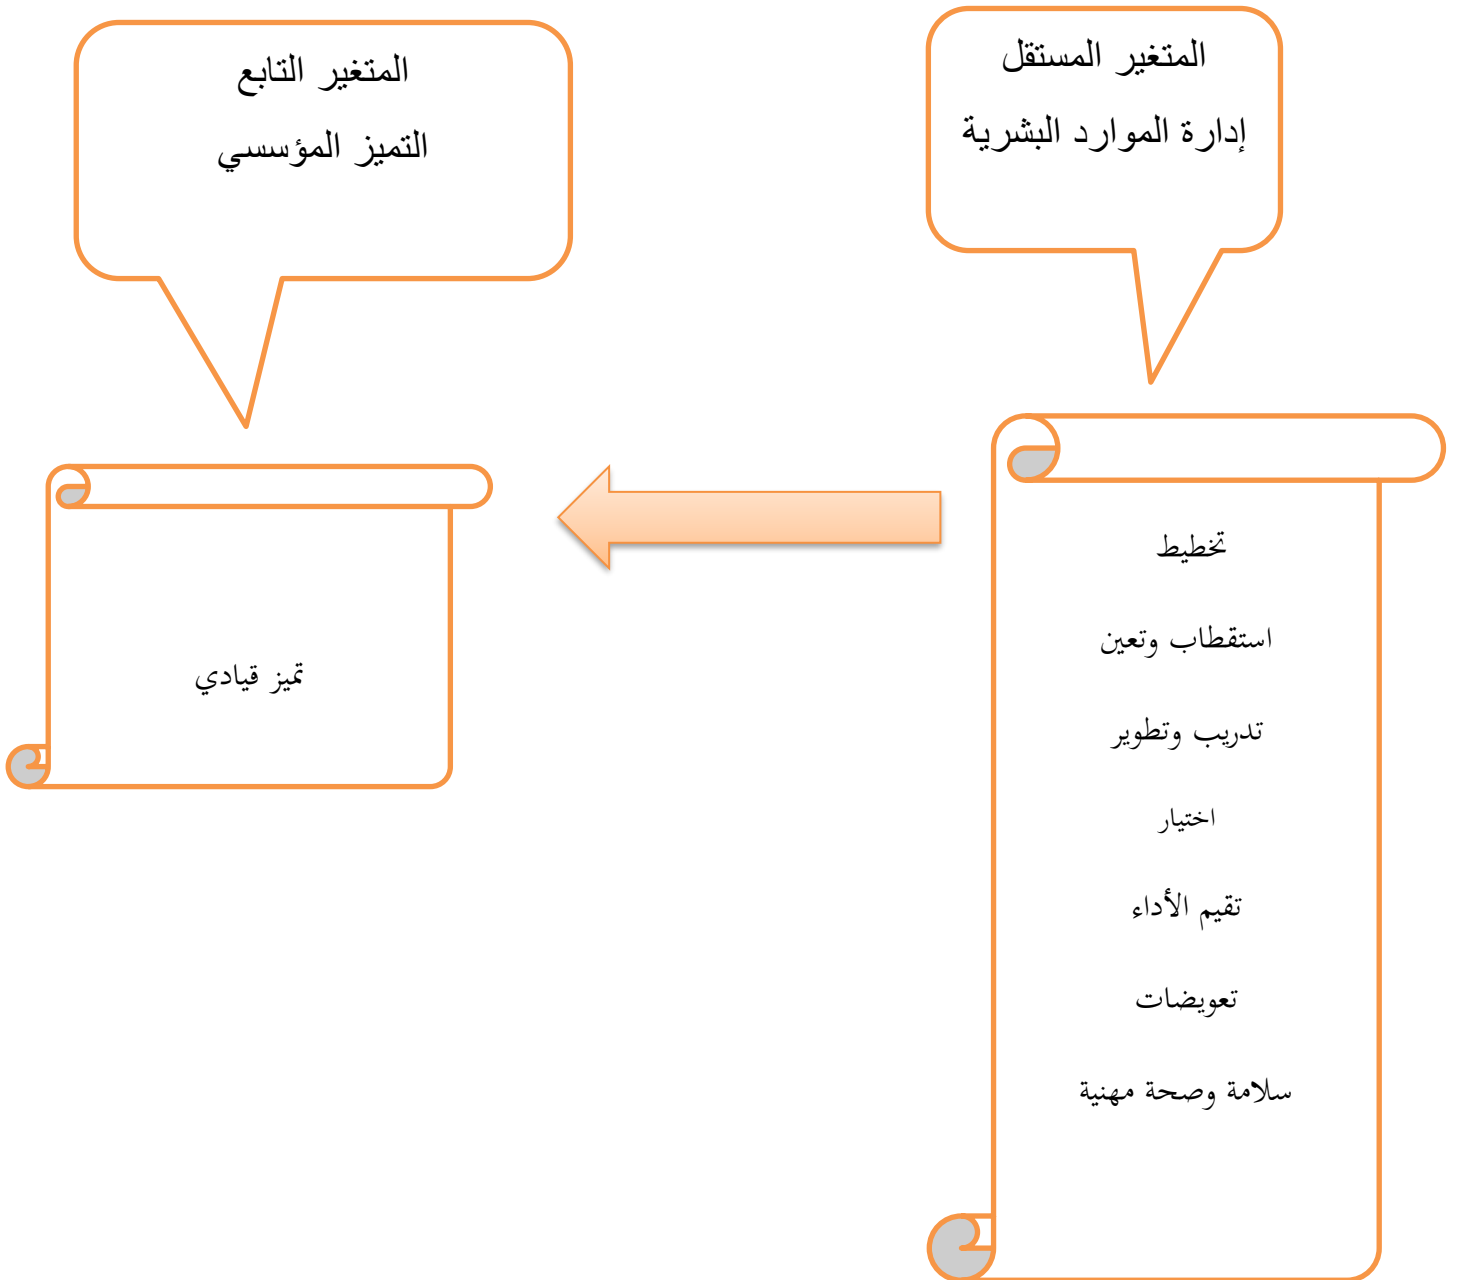 المتغير المستقل
إدارة الموارد البشرية
المتغير التابع
التميز المؤسسي
تخطيط
استقطاب وتعين
تدريب وتطوير
اختيار
تقيم الأداء
تعويضات
سلامة وصحة مهنية
تميز قيادي